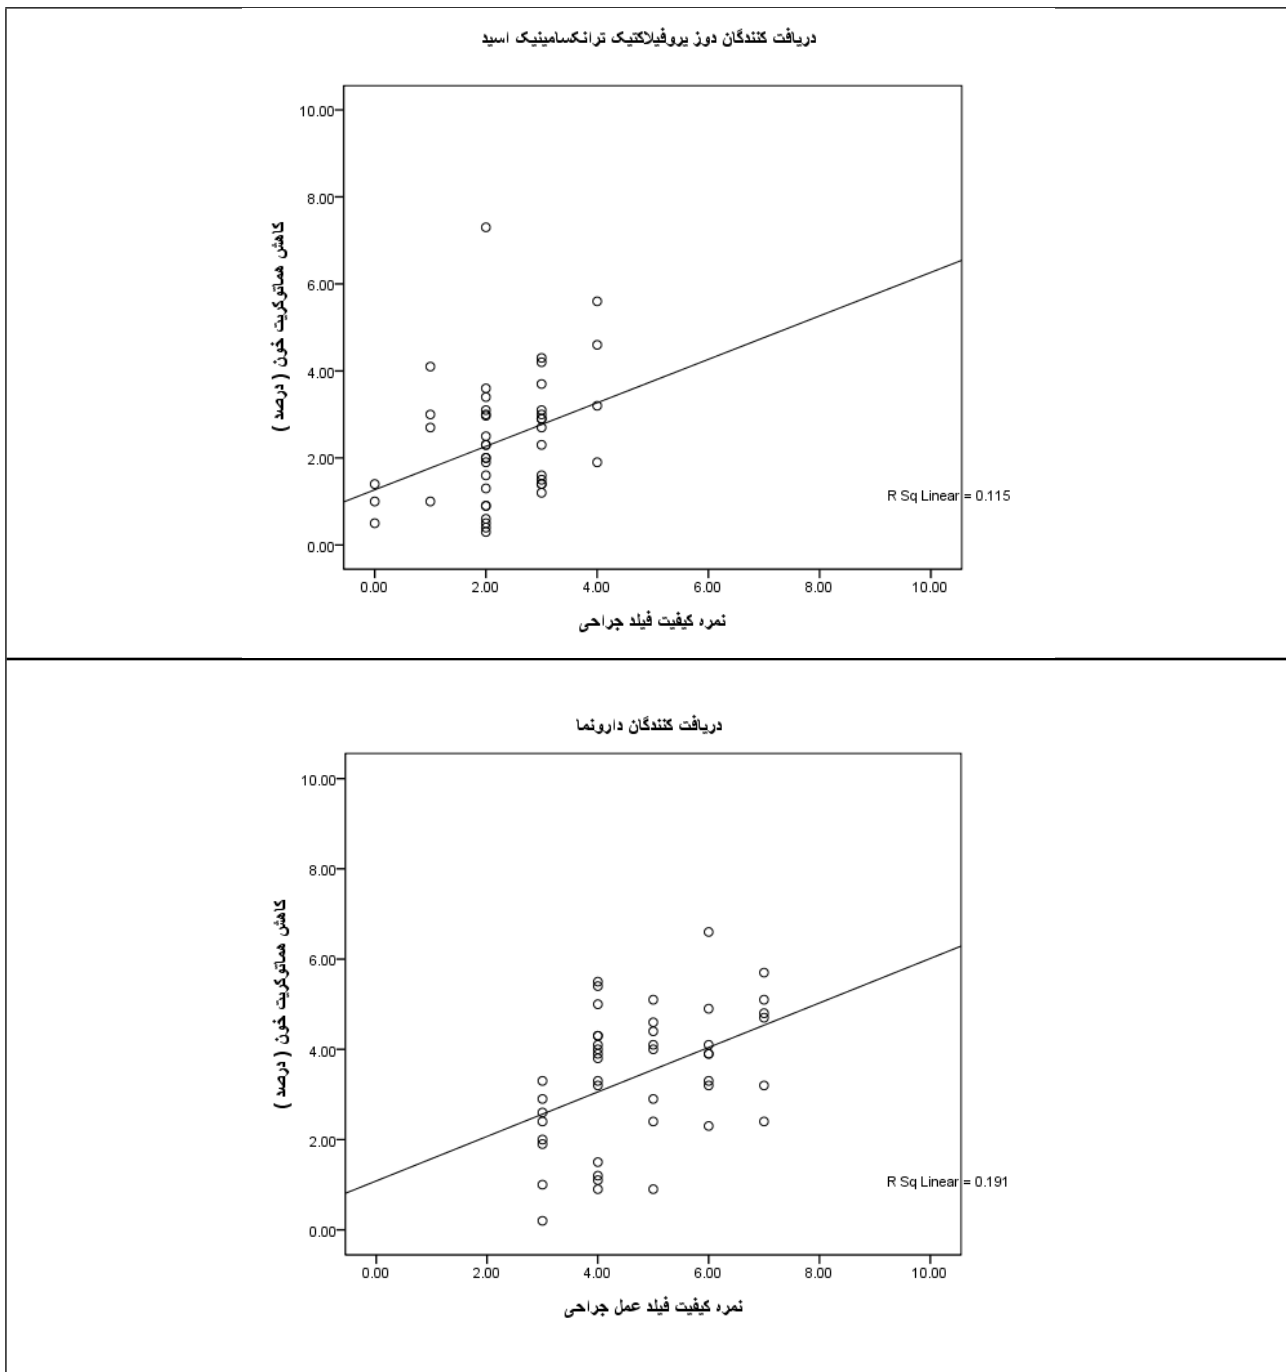 دریافت کنندگان دوز پروفیلاکتیک ترانکسامینیک اسید
10.00
8.00
6.00
4.00
2.00
0.00
کاهش هماتوکریت خون ( درصد )
R Sq Linear = 0.115
0.00 2.00 4.00 6.00 8.00 10.00
نمره کیفیت فیلد جراحی
دریافت کنندگان دارونما
10.00
8.00
6.00
4.00
2.00
0.00
کاهش هماتوکریت خون ( درصد )
R Sq Linear = 0.191
0.00 2.00 4.00 6.00 8.00 10.00
نمره کیفیت فیلد عمل جراحی